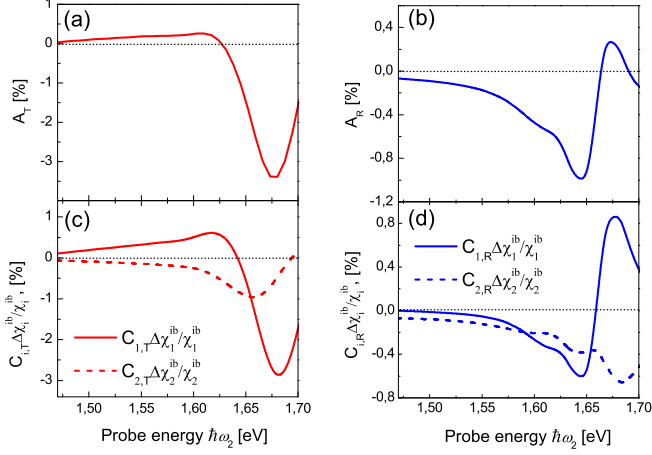 (a)
1
0
-1
-2
-3
A_T [%]
(b)
0,4
0,0
-0,4
-0,8
-1,2
A_R [%]
(c)
1
0
-1
-2
-3
C_{i,T}Δχ_i^{ib}/χ_i^{ib}, [%]
C_{1,T}Δχ_1^{ib}/χ_1^{ib}
C_{2,T}Δχ_2^{ib}/χ_2^{ib}
1,50 1,55 1,60 1,65 1,70
Probe energy ℏω_2 [eV]
(d)
0,8
0,4
0,0
-0,4
-0,8
C_{i,R}Δχ_i^{ib}/χ_i^{ib}, [%]
C_{1,R}Δχ_1^{ib}/χ_1^{ib}
C_{2,R}Δχ_2^{ib}/χ_2^{ib}
1,50 1,55 1,60 1,65 1,70
Probe energy ℏω_2 [eV]